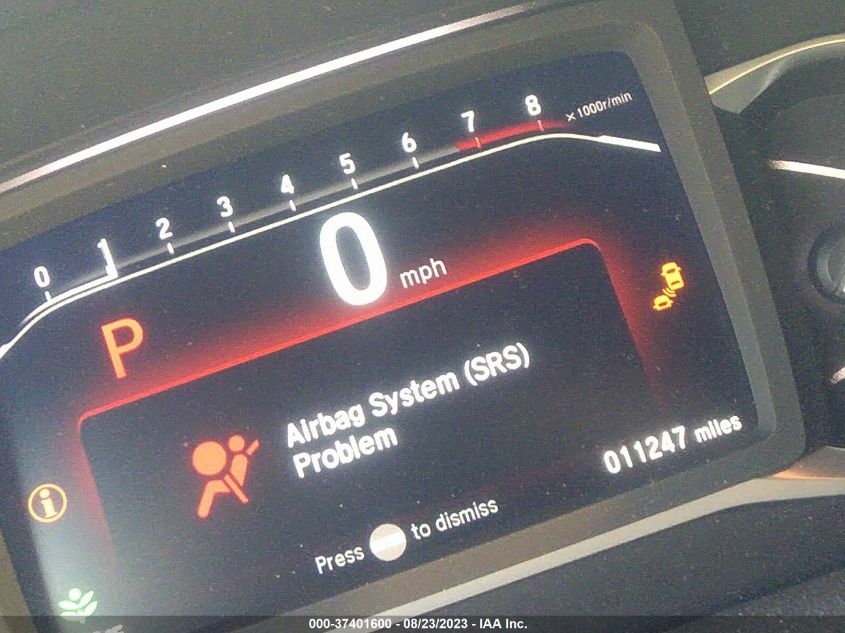 0 1 2 3 4 5 6 7 8 ×1000r/min
0 mph
P
Airbag System (SRS)
Problem
011247 miles
Press to dismiss
000-37401600 - 08/23/2023 - IAA Inc.